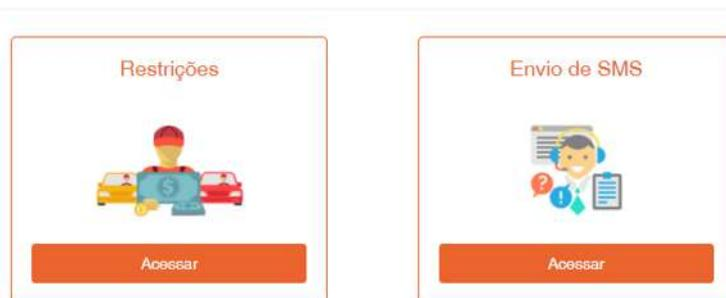 Restrições
Envio de SMS
$
?
!
Acessar
Acessar